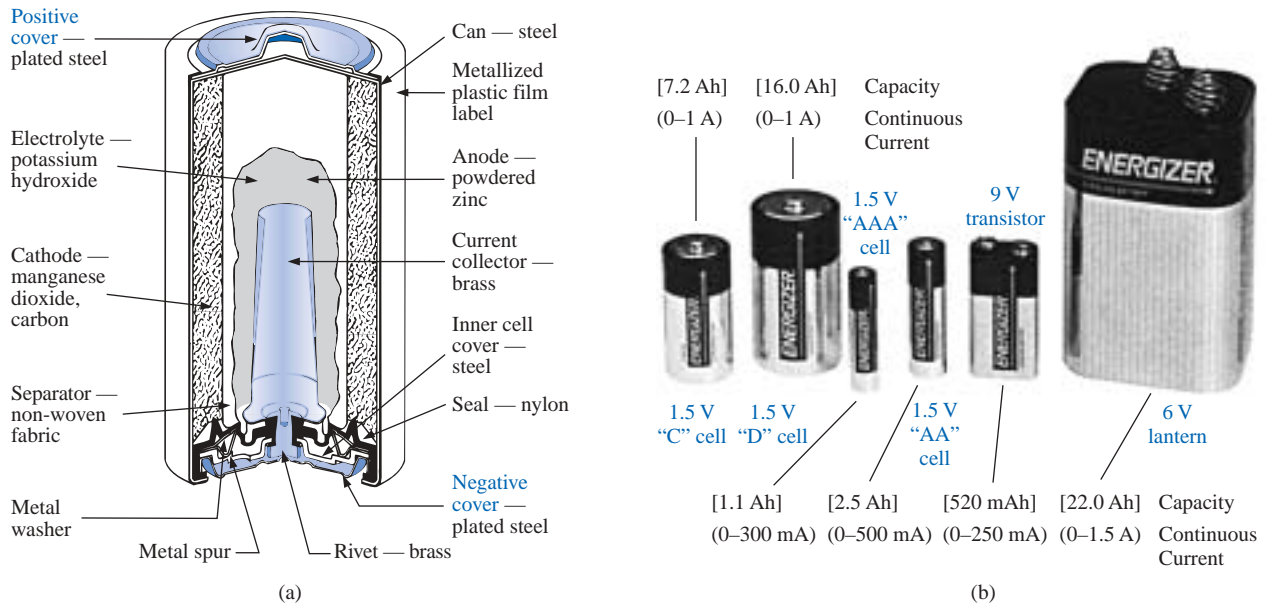 Positive
cover —
plated steel
Electrolyte —
potassium
hydroxide
Cathode —
manganese
dioxide,
carbon
Separator —
non-woven
fabric
Metal
washer
Metal spur
Can — steel
Metallized
plastic film
label
Anode —
powdered
zinc
Current
collector —
brass
Inner cell
cover —
steel
Seal — nylon
Negative
cover —
plated steel
Rivet — brass
(a)
[7.2 Ah] [16.0 Ah] Capacity
(0–1 A) (0–1 A) Continuous
Current
1.5 V
“AAA”
cell
9 V
transistor
ENERGIZER
ENERGIZER
ENERGIZER
ENERGIZER
ENERGIZER
ENERGIZER
1.5 V
“C” cell
1.5 V
“D” cell
1.5 V
“AA”
cell
6 V
lantern
[1.1 Ah] [2.5 Ah] [520 mAh] [22.0 Ah] Capacity
(0–300 mA) (0–500 mA) (0–250 mA) (0–1.5 A) Continuous
Current
(b)